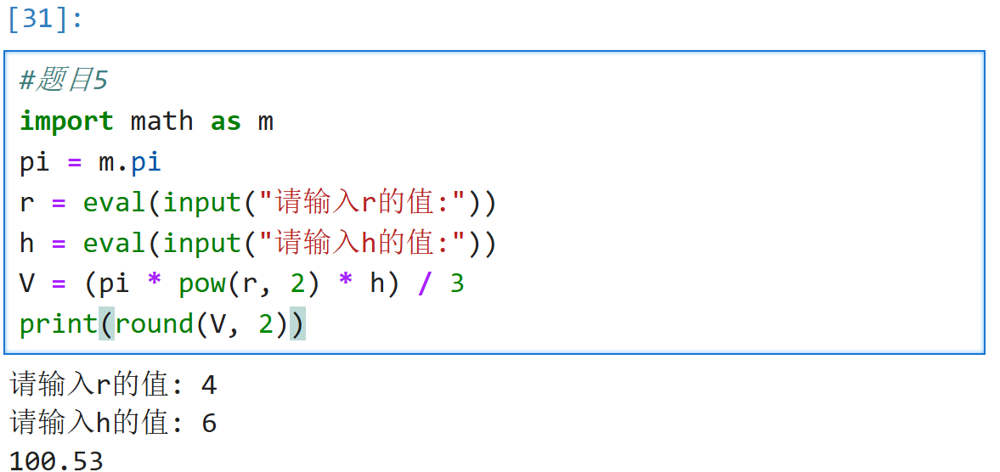 [31]:
#题目5
import math as m
pi = m.pi
r = eval(input("请输入r的值:"))
h = eval(input("请输入h的值:"))
V = (pi * pow(r, 2) * h) / 3
print(round(V, 2))
请输入r的值: 4
请输入h的值: 6
100.53